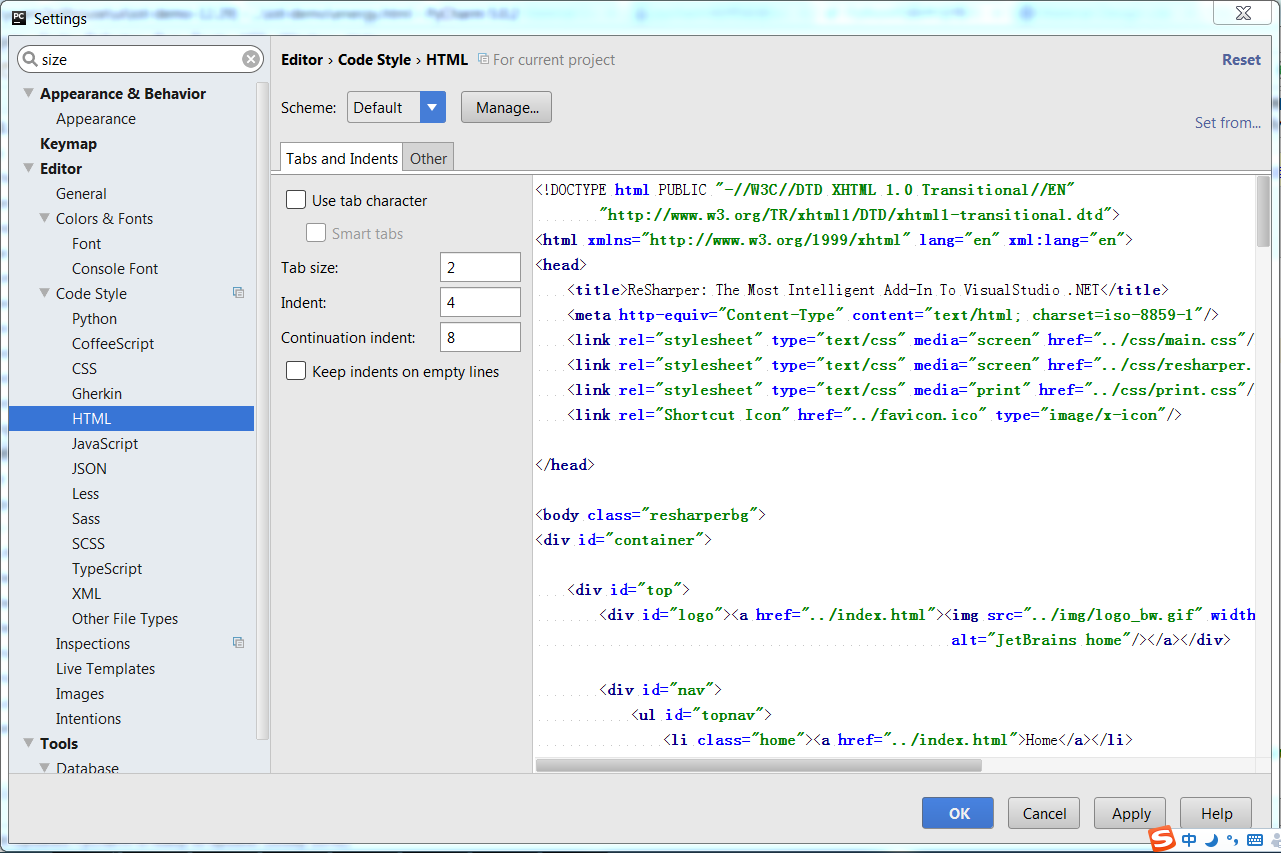 PC Settings
size
Editor › Code Style › HTML For current project
Reset
Appearance & Behavior
Appearance
Keymap
Editor
General
Colors & Fonts
Font
Console Font
Code Style
Python
CoffeeScript
CSS
Gherkin
HTML
JavaScript
JSON
Less
Sass
SCSS
TypeScript
XML
Other File Types
Inspections
Live Templates
Images
Intentions
Tools
Database
Scheme: Default Manage...
Set from...
Tabs and Indents Other
Use tab character
Smart tabs
Tab size: 2
Indent: 4
Continuation indent: 8
Keep indents on empty lines
<!DOCTYPE html PUBLIC "-//W3C//DTD XHTML 1.0 Transitional//EN"
"http://www.w3.org/TR/xhtml1/DTD/xhtml1-transitional.dtd">
<html xmlns="http://www.w3.org/1999/xhtml" lang="en" xml:lang="en">
<head>
<title>ReSharper: The Most Intelligent Add-In To VisualStudio .NET</title>
<meta http-equiv="Content-Type" content="text/html; charset=iso-8859-1"/>
<link rel="stylesheet" type="text/css" media="screen" href="../css/main.css"/
<link rel="stylesheet" type="text/css" media="screen" href="../css/resharper.
<link rel="stylesheet" type="text/css" media="print" href="../css/print.css"/
<link rel="Shortcut Icon" href="../favicon.ico" type="image/x-icon"/>
</head>
<body class="resharperbg">
<div id="container">
<div id="top">
<div id="logo"><a href="../index.html"><img src="../img/logo_bw.gif" width
alt="JetBrains home"/></a></div>
<div id="nav">
<ul id="topnav">
<li class="home"><a href="../index.html">Home</a></li>
OK Cancel Apply Help
S 中